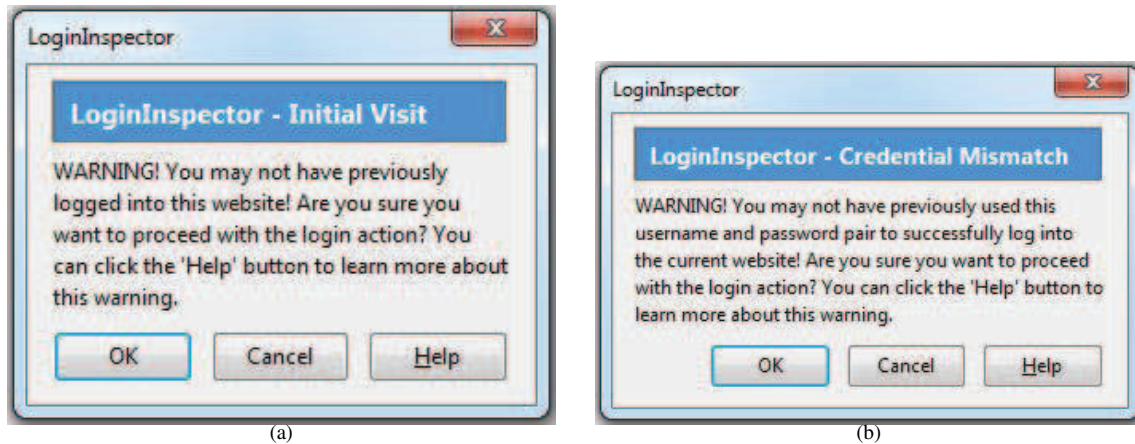 LoginInspector
LoginInspector - Initial Visit
WARNING! You may not have previously
logged into this website! Are you sure you
want to proceed with the login action? You
can click the 'Help' button to learn more about
this warning.
OK Cancel Help
(a)
LoginInspector
LoginInspector - Credential Mismatch
WARNING! You may not have previously used this
username and password pair to successfully log into
the current website! Are you sure you want to proceed
with the login action? You can click the 'Help' button to
learn more about this warning.
OK Cancel Help
(b)